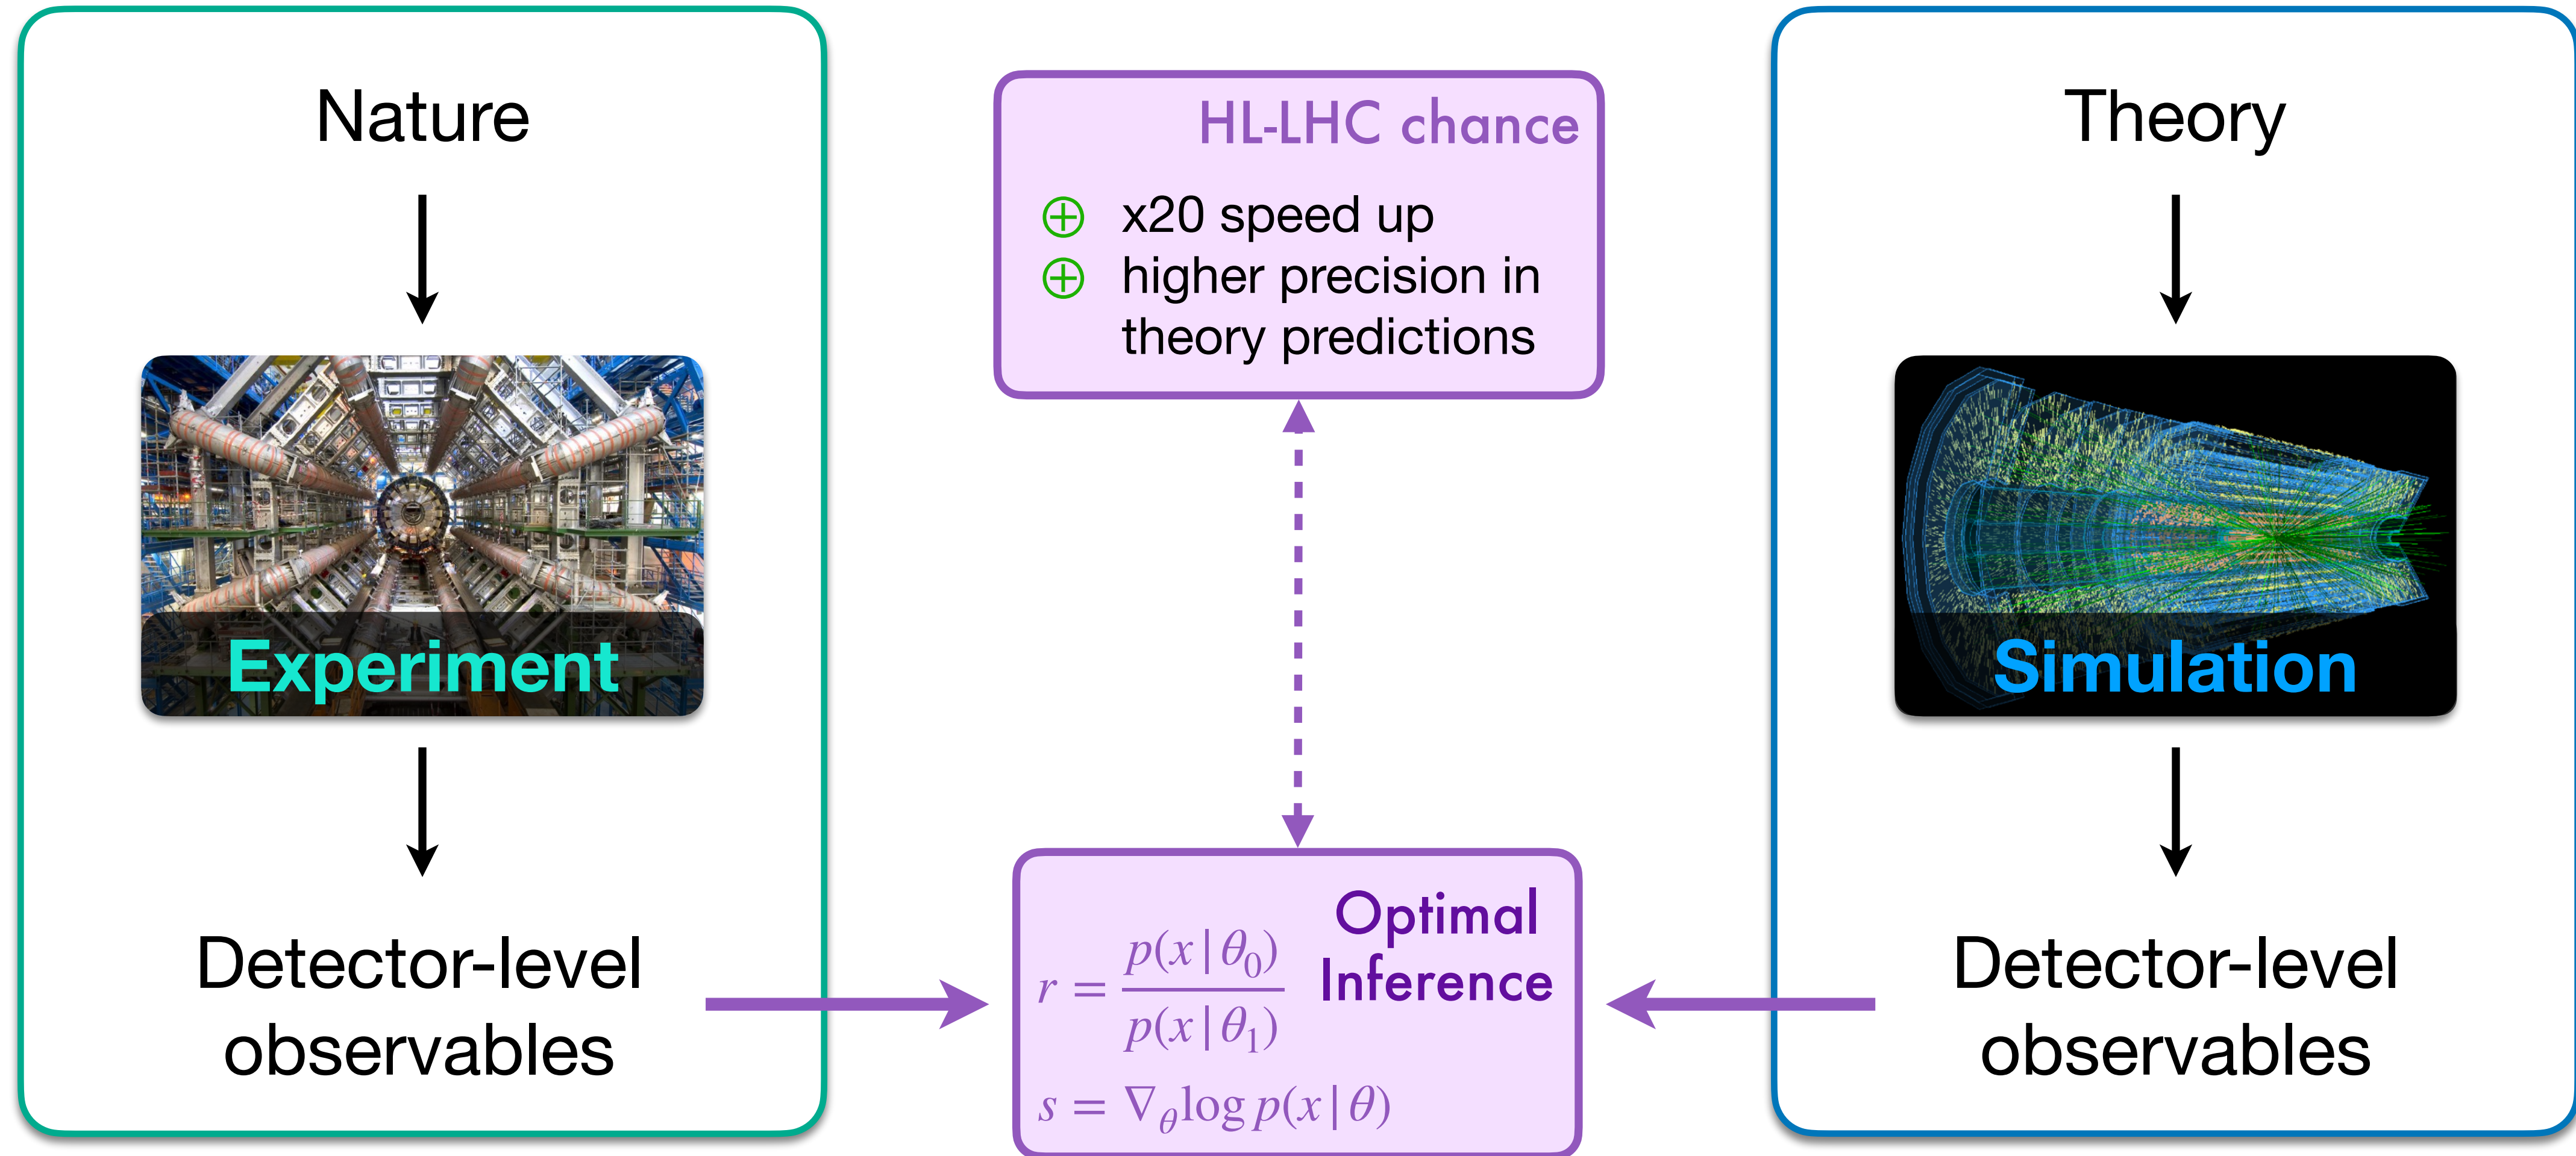 Nature
Experiment
Detector-level
observables
HL-LHC chance
⊕ x20 speed up
⊕ higher precision in
theory predictions
Optimal
Inference
r = p(x | θ₀) / p(x | θ₁)
s = ∇_θ log p(x | θ)
Theory
Simulation
Detector-level
observables